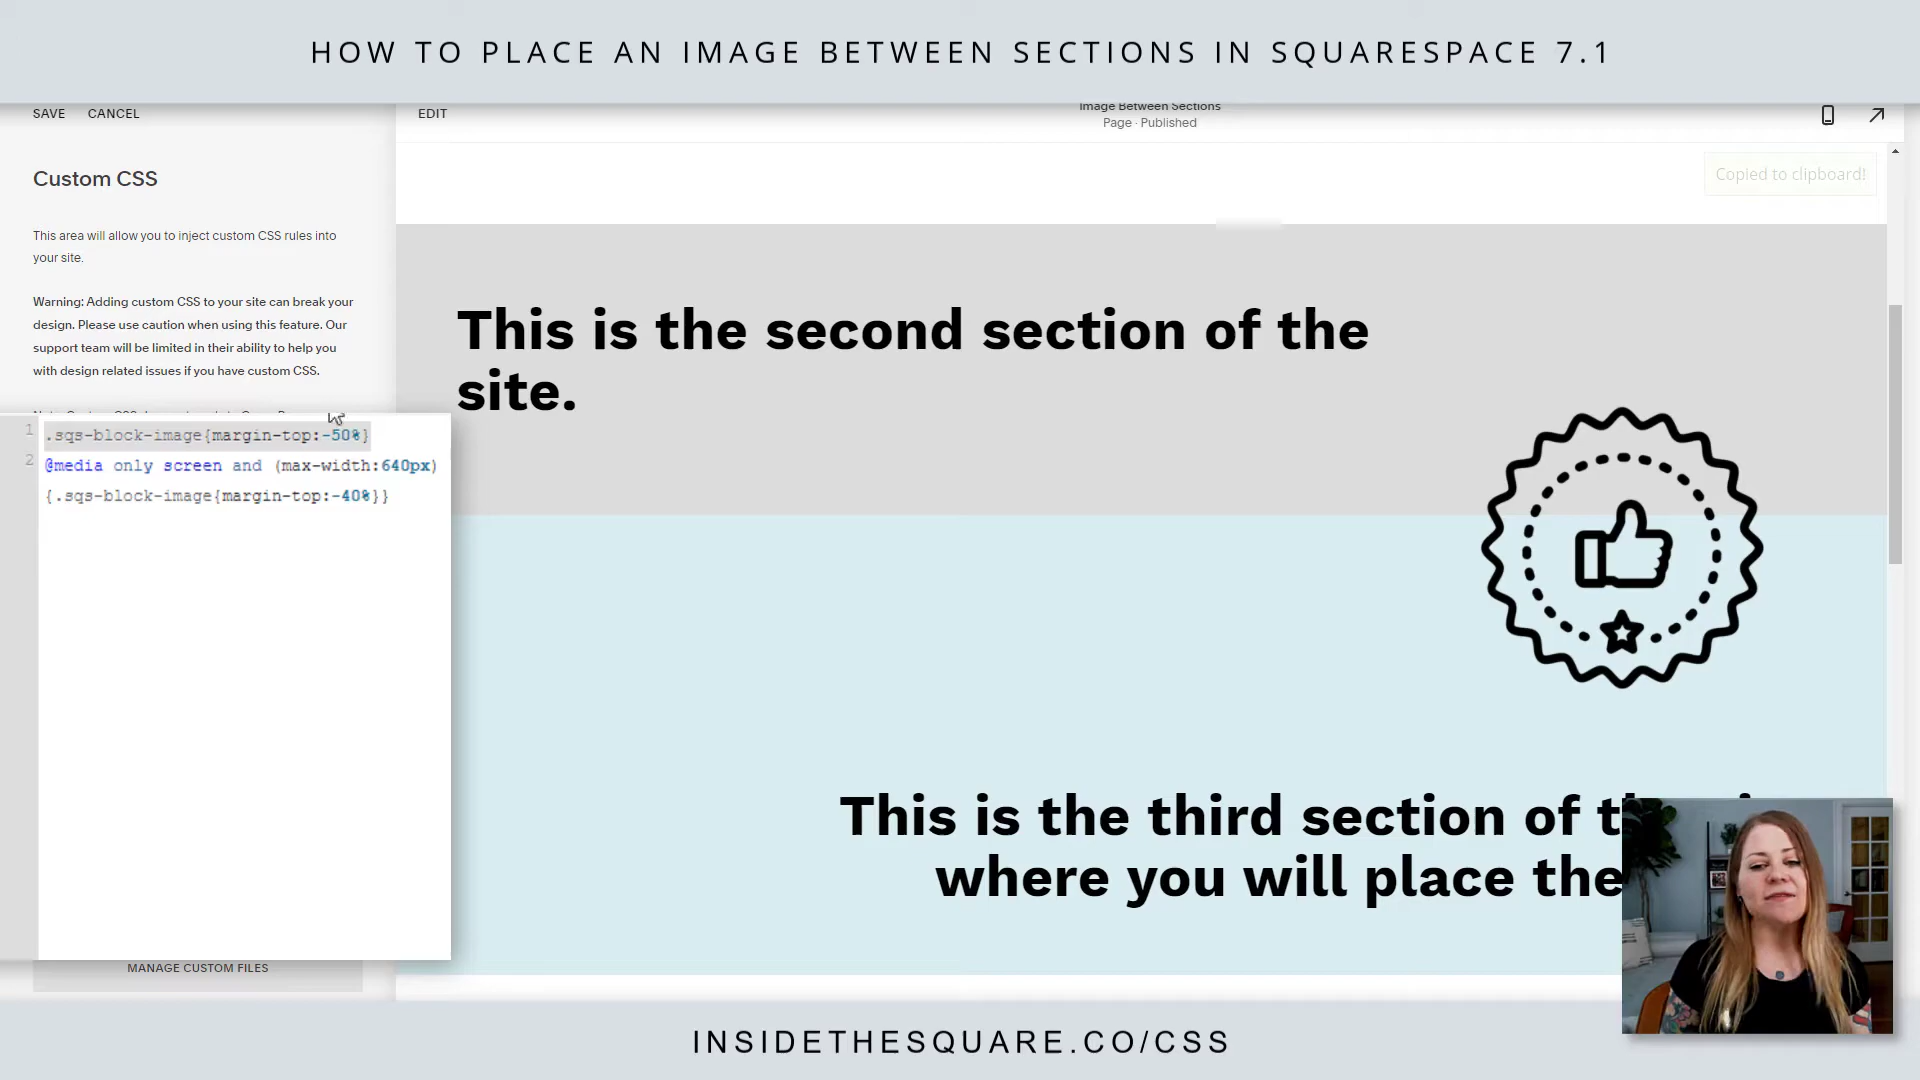 HOW TO PLACE AN IMAGE BETWEEN SECTIONS IN SQUARESPACE 7.1
SAVE CANCEL
EDIT
Image Between Sections
Page · Published
Copied to clipboard!
Custom CSS
This area will allow you to inject custom CSS rules into
your site.
Warning: Adding custom CSS to your site can break your
design. Please use caution when using this feature. Our
support team will be limited in their ability to help you
with design related issues if you have custom CSS.
1 .sqs-block-image{margin-top:-50%}
2 @media only screen and (max-width:640px)
{.sqs-block-image{margin-top:-40%}}
MANAGE CUSTOM FILES
This is the second section of the
site.
This is the third section of
where you will place the
INSIDETHESQUARE.CO/CSS